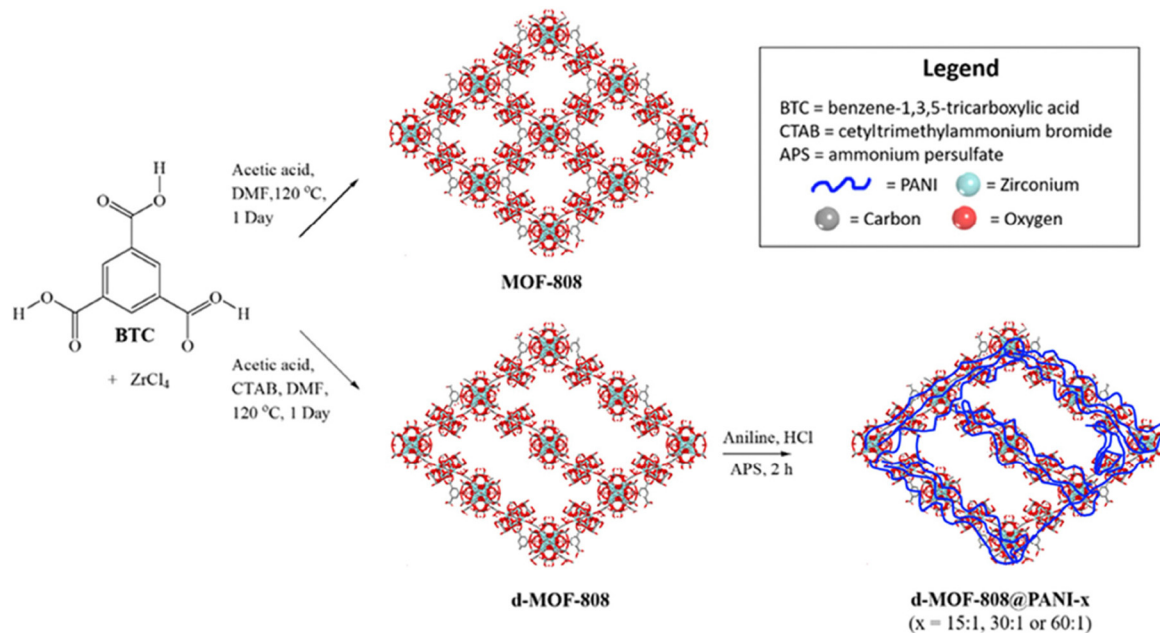 Acetic acid,
DMF,120 °C,
1 Day
H
O
O
O
H
O
O
H
O
O
BTC
+ ZrCl₄
Acetic acid,
CTAB, DMF,
120 °C, 1 Day
MOF-808
d-MOF-808
Aniline, HCl
APS, 2 h
d-MOF-808@PANI-x
(x = 15:1, 30:1 or 60:1)
Legend
BTC = benzene-1,3,5-tricarboxylic acid
CTAB = cetyltrimethylammonium bromide
APS = ammonium persulfate
= PANI
= Zirconium
= Carbon
= Oxygen